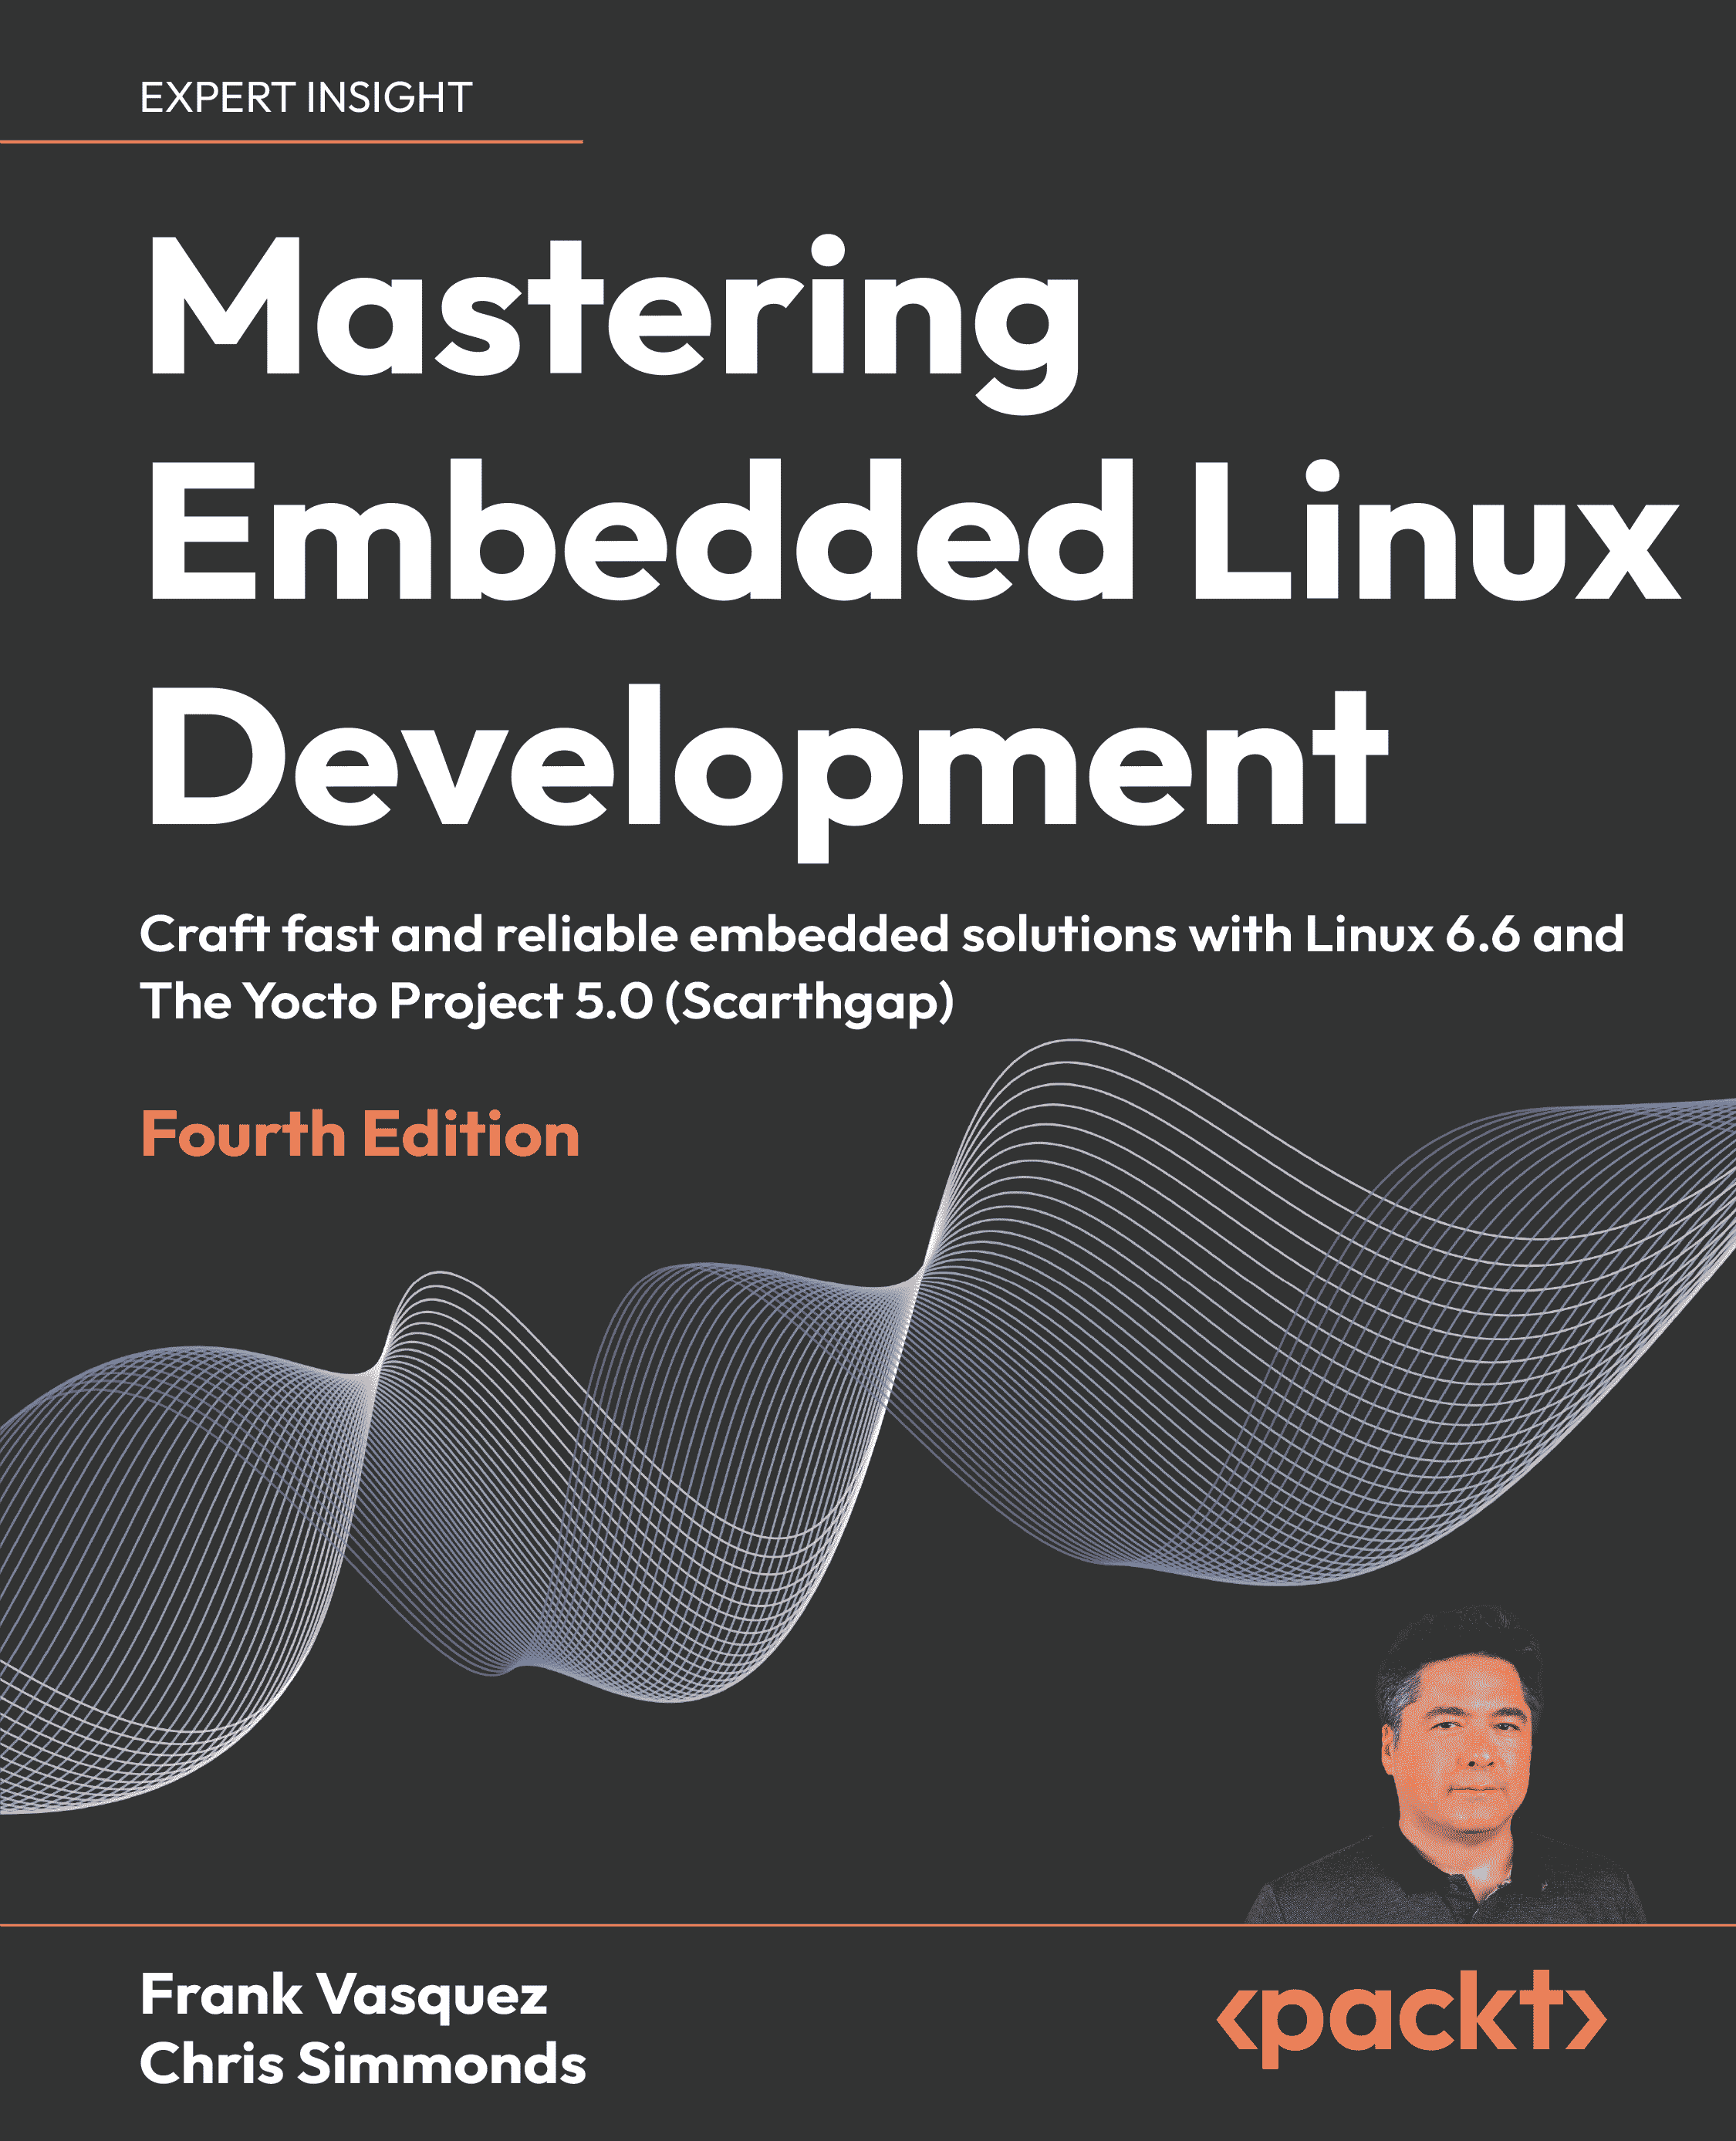 EXPERT INSIGHT
Mastering
Embedded Linux
Development
Craft fast and reliable embedded solutions with Linux 6.6 and
The Yocto Project 5.0 (Scarthgap)
Fourth Edition
Frank Vasquez
Chris Simmonds
<packt>